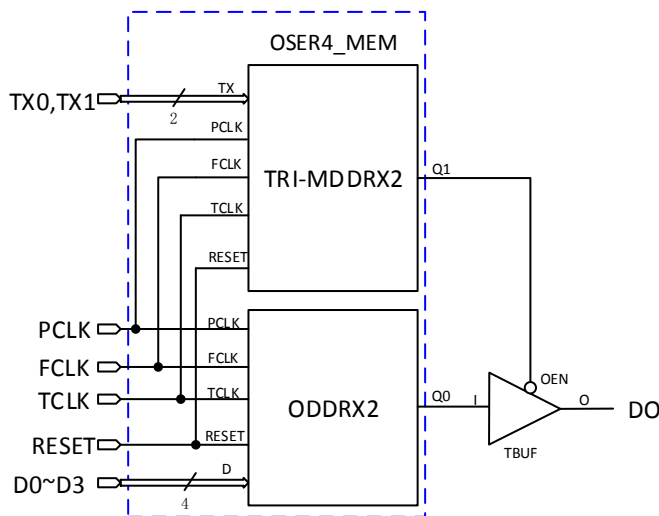 OSER4_MEM
TX0,TX1
2
TX
PCLK
FCLK
TRI-MDDRX2
Q1
TCLK
RESET
PCLK
PCLK
FCLK
FCLK
OEN
TCLK
TCLK
ODDRX2
Q0
I
O
DO
RESET
RESET
TBUF
D0~D3
D
4